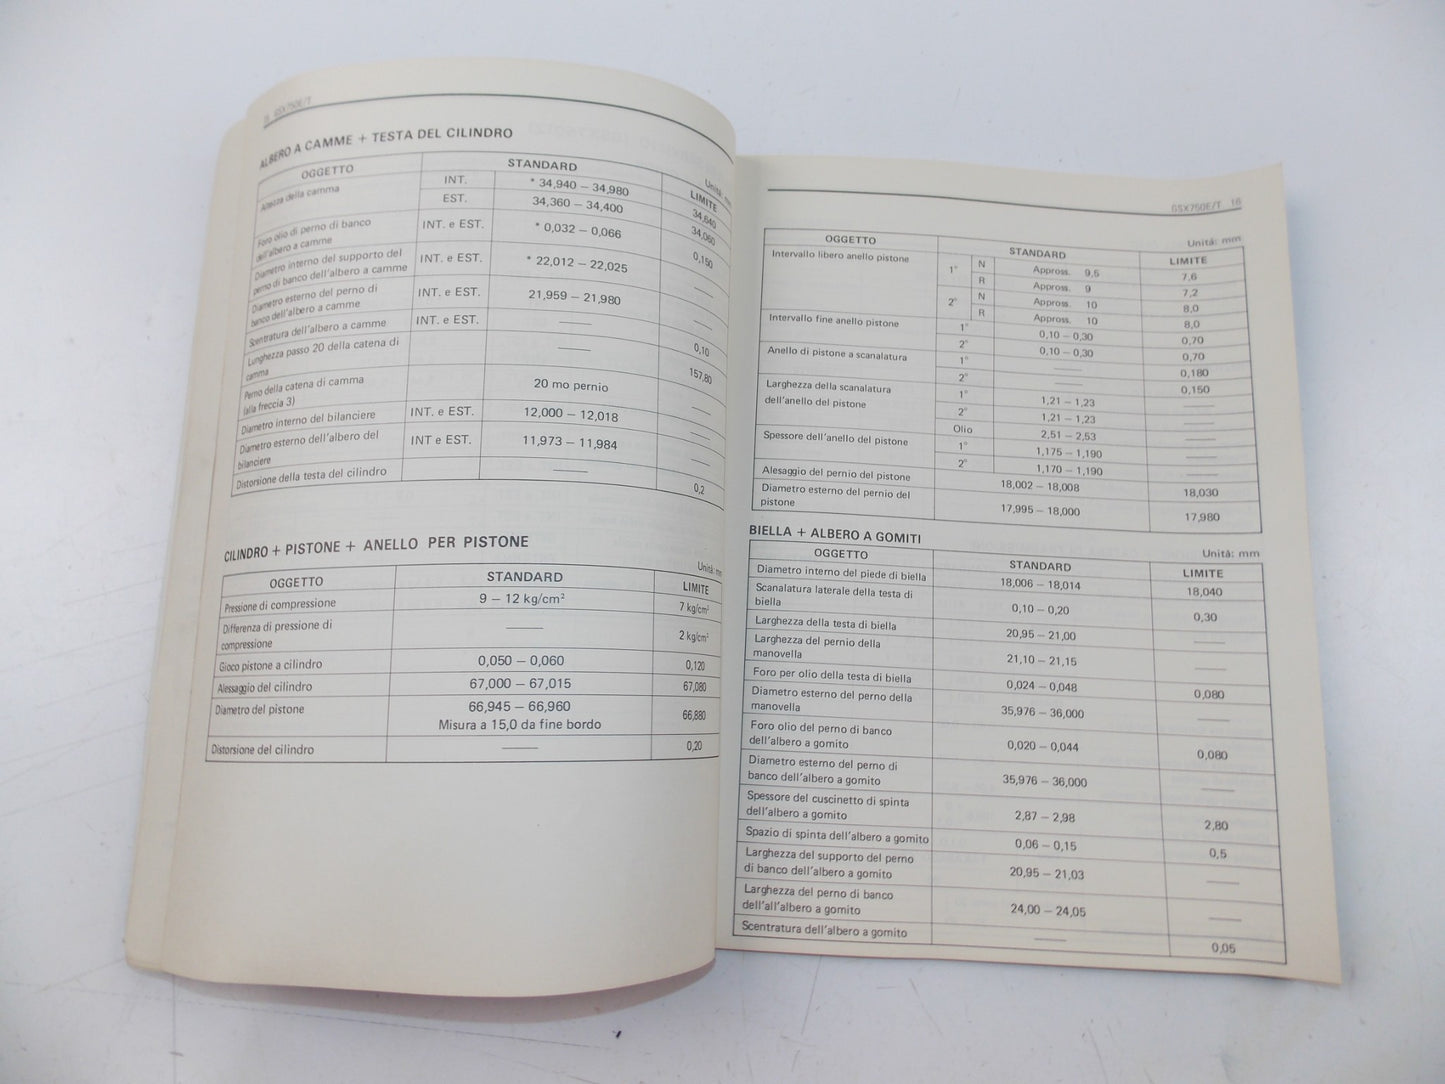 15 GSX750E/T
ALBERO A CAMME + TESTA DEL CILINDRO
Unità: mm
OGGETTO STANDARD LIMITE
Altezza della camma INT. * 34,940 – 34,980 34,640
EST. 34,360 – 34,400 34,060
Foro olio di perno di banco
dell'albero a camme INT. e EST. * 0,032 – 0,066 0,150
Diametro interno del supporto del
perno di banco dell'albero a camme INT. e EST. * 22,012 – 22,025 ——
Diametro esterno del perno di
banco dell'albero a camme INT. e EST. 21,959 – 21,980 ——
Scentratura dell'albero a camme INT. e EST. —— 0,10
Lunghezza passo 20 della catena di
camma —— 157,80
Perno della catena di camma
(alla freccia 3) 20 mo pernio ——
Diametro interno del bilanciere INT. e EST. 12,000 – 12,018 ——
Diametro esterno dell'albero del
bilanciere INT e EST. 11,973 – 11,984 ——
Distorsione della testa del cilindro —— 0,2
CILINDRO + PISTONE + ANELLO PER PISTONE
Unità: mm
OGGETTO STANDARD LIMITE
Pressione di compressione 9 – 12 kg/cm² 7 kg/cm²
Differenza di pressione di
compressione —— 2 kg/cm²
Gioco pistone a cilindro 0,050 – 0,060 0,120
Alessaggio del cilindro 67,000 – 67,015 67,080
Diametro del pistone 66,945 – 66,960 66,880
Misura a 15,0 da fine bordo
Distorsione del cilindro —— 0,20
GSX750E/T 16
Unità: mm
OGGETTO STANDARD LIMITE
Intervallo libero anello pistone 1° N Appross. 9,5 7,6
R Appross. 9 7,2
2° N Appross. 10 8,0
R Appross. 10 8,0
Intervallo fine anello pistone 1° 0,10 – 0,30 0,70
2° 0,10 – 0,30 0,70
Anello di pistone a scanalatura 1° —— 0,180
2° —— 0,150
Larghezza della scanalatura
dell'anello del pistone 1° 1,21 – 1,23 ——
2° 1,21 – 1,23 ——
Olio 2,51 – 2,53 ——
Spessore dell'anello del pistone 1° 1,175 – 1,190 ——
2° 1,170 – 1,190 ——
Alesaggio del pernio del pistone 18,002 – 18,008 18,030
Diametro esterno del pernio del
pistone 17,995 – 18,000 17,980
BIELLA + ALBERO A GOMITI
Unità: mm
OGGETTO STANDARD LIMITE
Diametro interno del piede di biella 18,006 – 18,014 18,040
Scanalatura laterale della testa di
biella 0,10 – 0,20 0,30
Larghezza della testa di biella 20,95 – 21,00 ——
Larghezza del pernio della
manovella 21,10 – 21,15 ——
Foro per olio della testa di biella 0,024 – 0,048 0,080
Diametro esterno del perno della
manovella 35,976 – 36,000 ——
Foro olio del perno di banco
dell'albero a gomito 0,020 – 0,044 0,080
Diametro esterno del perno di
banco dell'albero a gomito 35,976 – 36,000 ——
Spessore del cuscinetto di spinta
dell'albero a gomito 2,87 – 2,98 2,80
Spazio di spinta dell'albero a gomito 0,06 – 0,15 0,5
Larghezza del supporto del perno
di banco dell'albero a gomito 20,95 – 21,03 ——
Larghezza del perno di banco
dell'all'albero a gomito 24,00 – 24,05 ——
Scentratura dell'albero a gomito —— 0,05